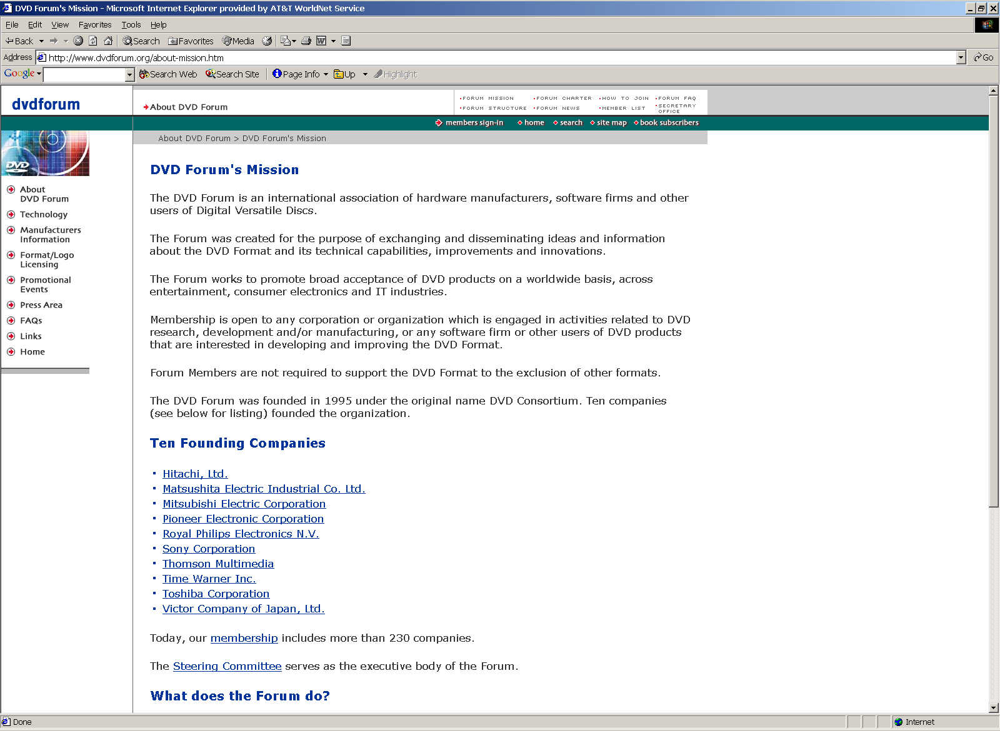 DVD Forum's Mission - Microsoft Internet Explorer provided by AT&T WorldNet Service
File Edit View Favorites Tools Help
Back Search Favorites Media
Address http://www.dvdforum.org/about-mission.htm Go
Google Search Web Search Site Page Info Up Highlight
dvdforum
About DVD Forum
FORUM MISSION FORUM CHARTER HOW TO JOIN FORUM FAQ
FORUM STRUCTURE FORUM NEWS MEMBER LIST SECRETARY
OFFICE
members sign-in home search site map book subscribers
About DVD Forum > DVD Forum's Mission
DVD
About
DVD Forum
Technology
Manufacturers
Information
Format/Logo
Licensing
Promotional
Events
Press Area
FAQs
Links
Home
DVD Forum's Mission
The DVD Forum is an international association of hardware manufacturers, software firms and other
users of Digital Versatile Discs.
The Forum was created for the purpose of exchanging and disseminating ideas and information
about the DVD Format and its technical capabilities, improvements and innovations.
The Forum works to promote broad acceptance of DVD products on a worldwide basis, across
entertainment, consumer electronics and IT industries.
Membership is open to any corporation or organization which is engaged in activities related to DVD
research, development and/or manufacturing, or any software firm or other users of DVD products
that are interested in developing and improving the DVD Format.
Forum Members are not required to support the DVD Format to the exclusion of other formats.
The DVD Forum was founded in 1995 under the original name DVD Consortium. Ten companies
(see below for listing) founded the organization.
Ten Founding Companies
Hitachi, Ltd.
Matsushita Electric Industrial Co. Ltd.
Mitsubishi Electric Corporation
Pioneer Electronic Corporation
Royal Philips Electronics N.V.
Sony Corporation
Thomson Multimedia
Time Warner Inc.
Toshiba Corporation
Victor Company of Japan, Ltd.
Today, our membership includes more than 230 companies.
The Steering Committee serves as the executive body of the Forum.
What does the Forum do?
Done Internet